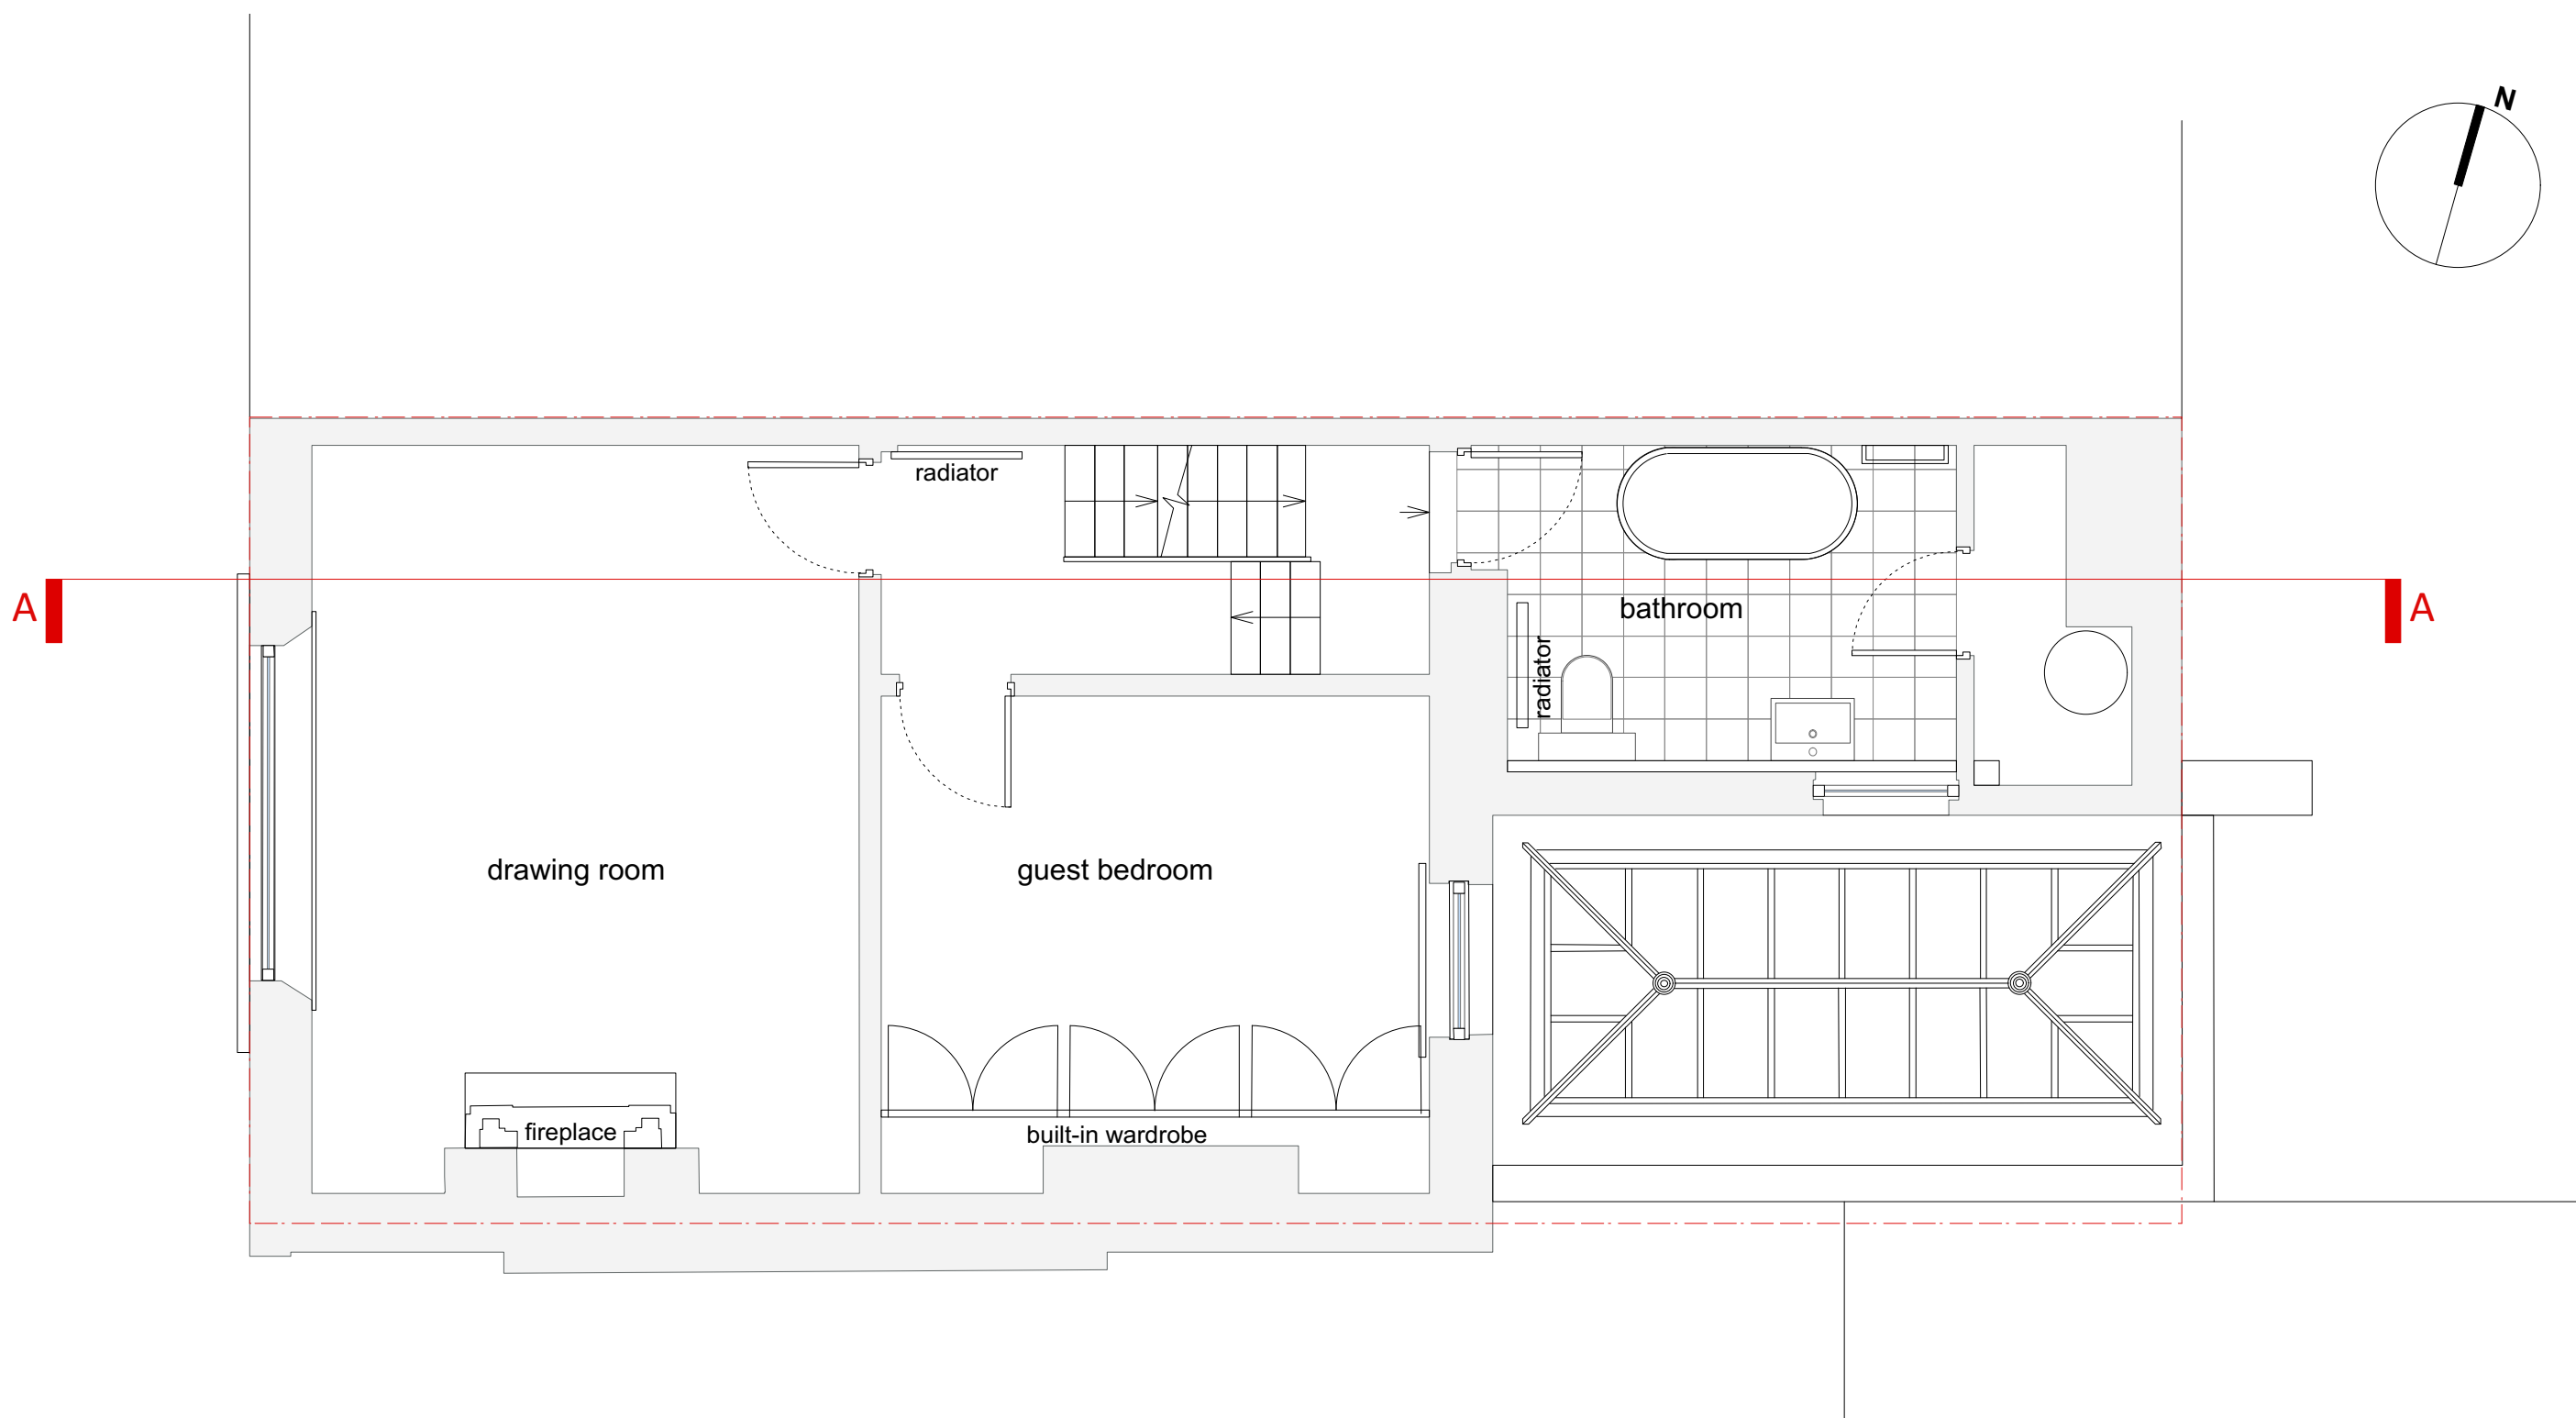 N
radiator
A
bathroom
A
radiator
drawing room
guest bedroom
fireplace
built-in wardrobe